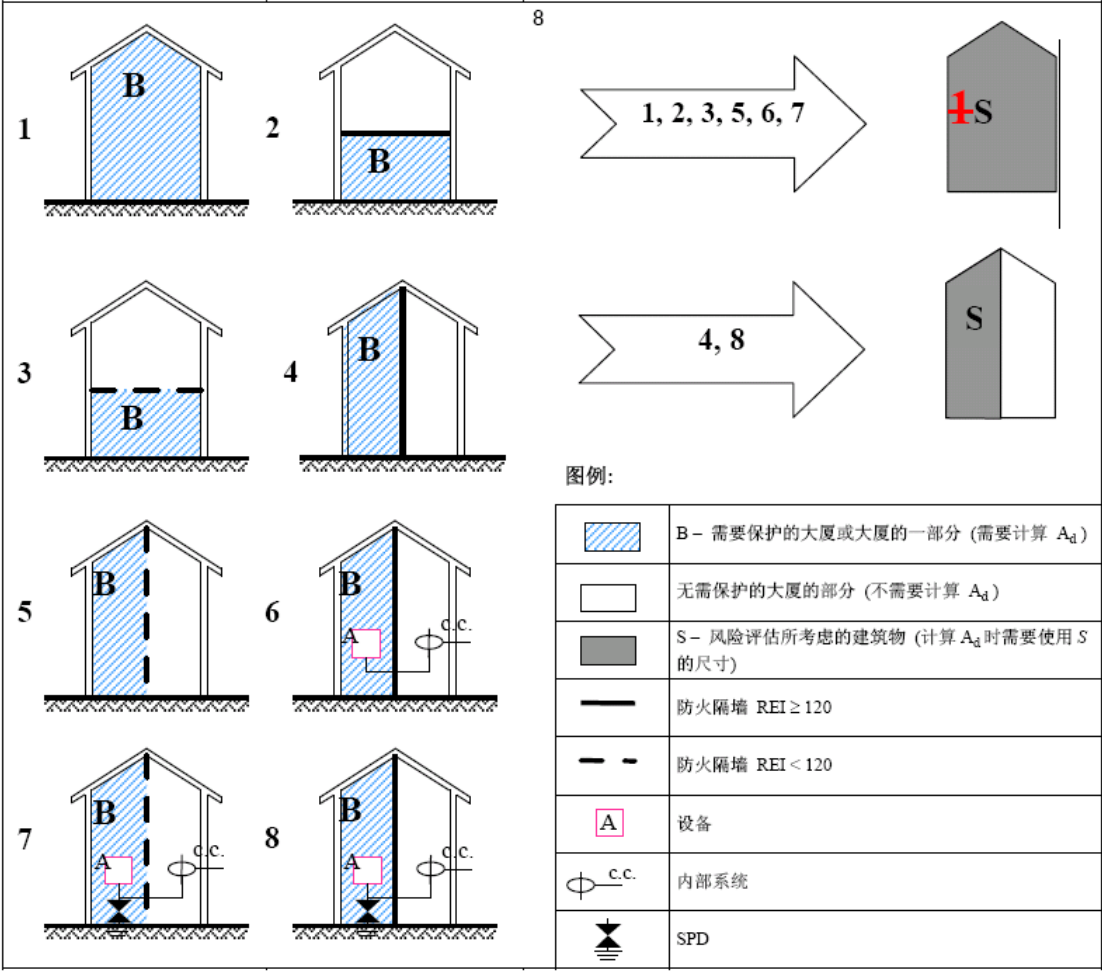 8
1
B
2
B
1, 2, 3, 5, 6, 7
1S
3
B
4
B
4, 8
S
图例:
B – 需要保护的大厦或大厦的一部分 (需要计算 Ad)
无需保护的大厦的部分 (不需要计算 Ad)
S – 风险评估所考虑的建筑物 (计算 Ad 时需要使用 S
的尺寸)
防火隔墙 REI ≥ 120
防火隔墙 REI < 120
A 设备
c.c. 内部系统
SPD
5
B
6
B
A
c.c.
7
B
A
c.c.
8
B
A
c.c.